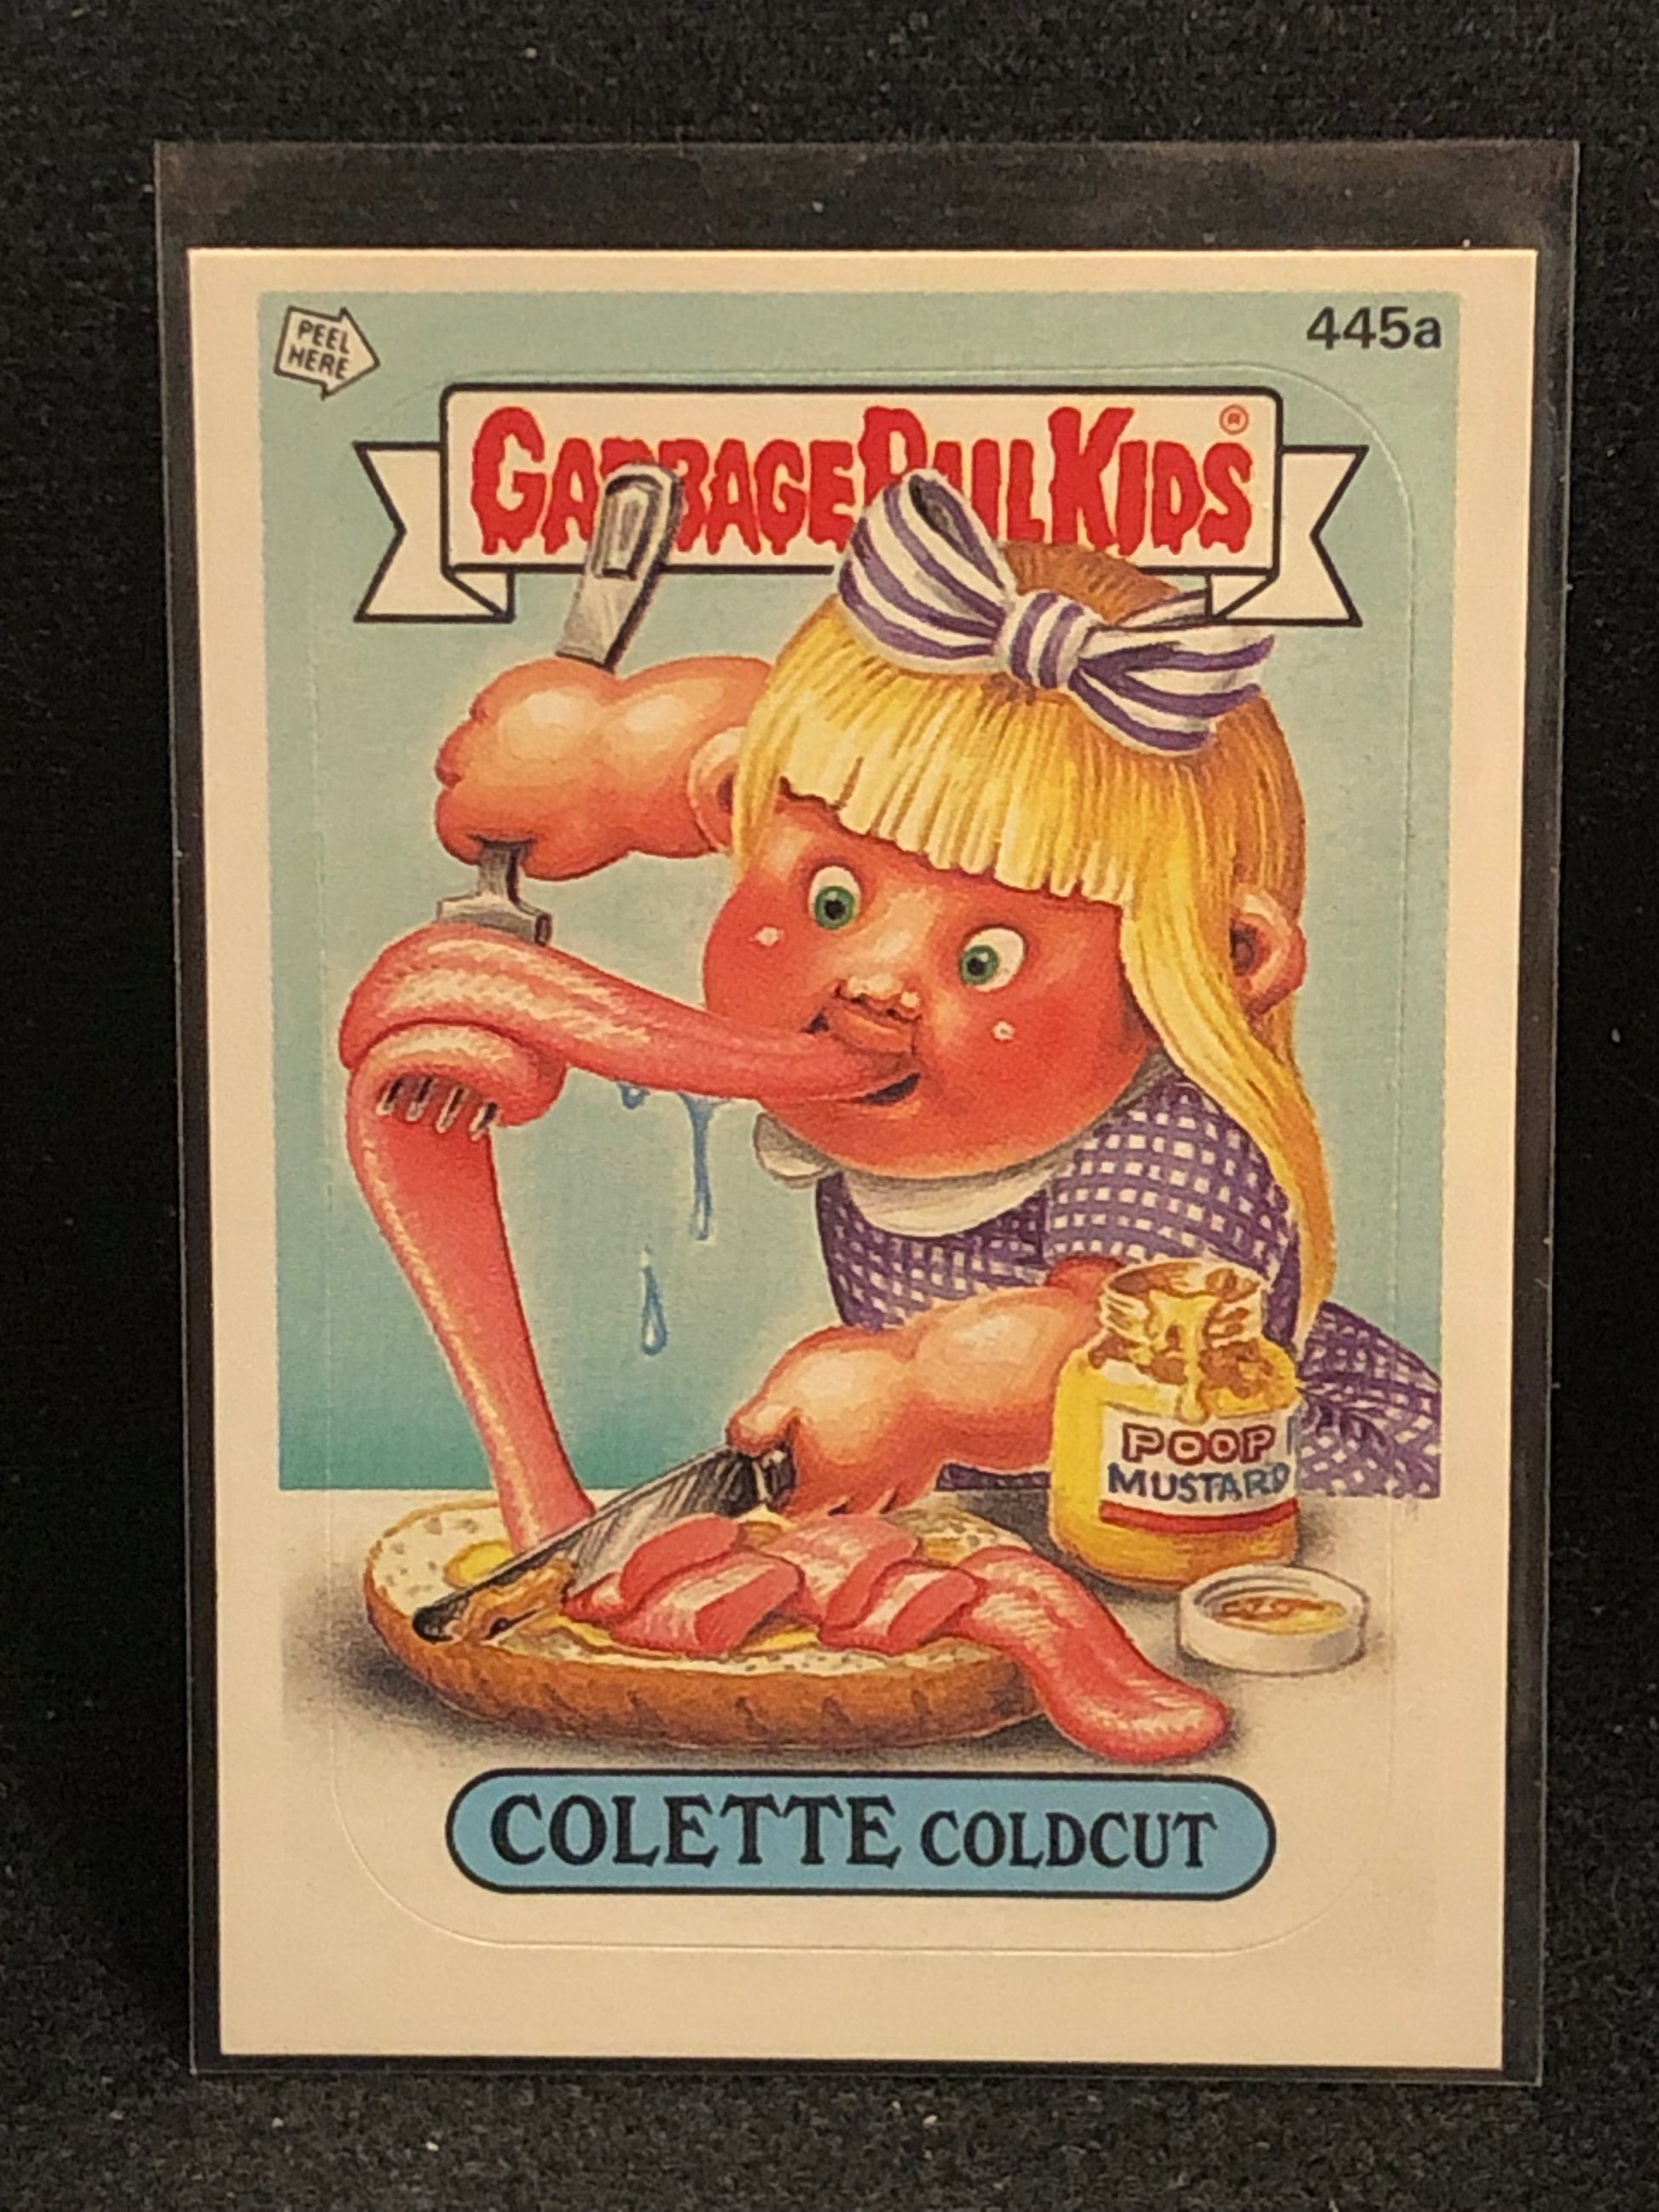 PEEL
HERE
445a
GARBAGE PAIL KIDS®
POOP
MUSTARD
COLETTE COLDCUT